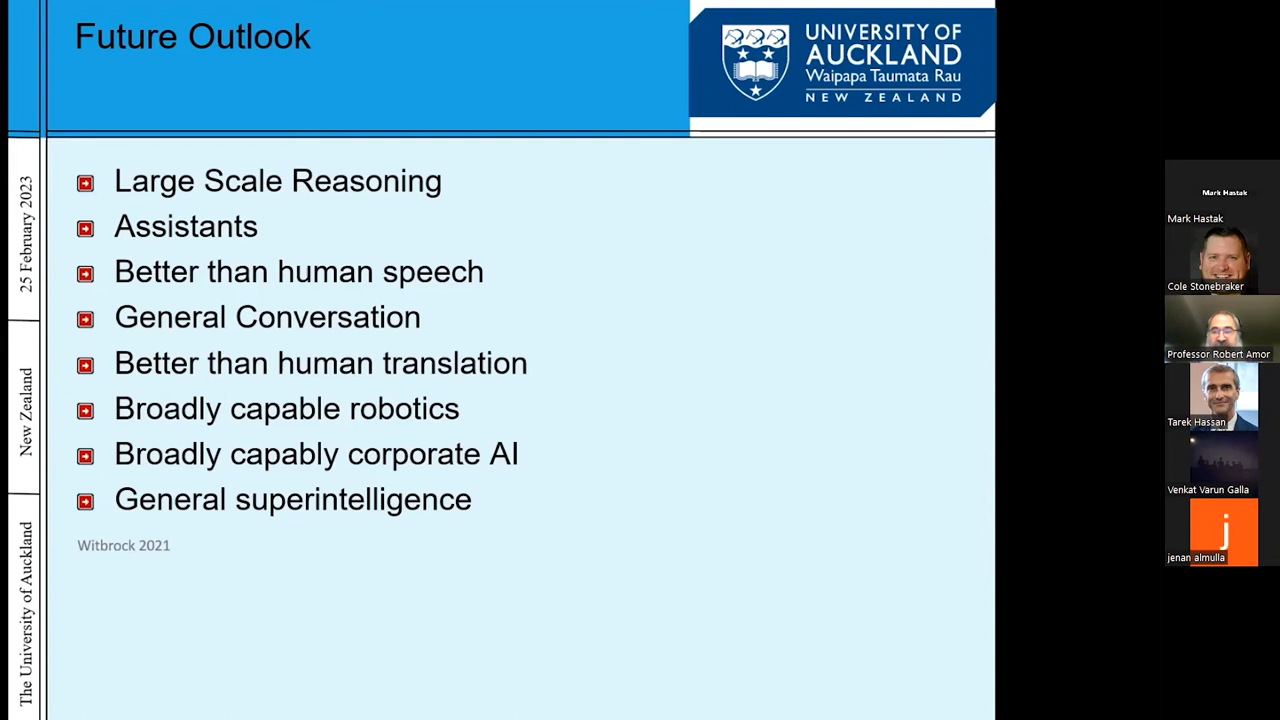 Future Outlook
UNIVERSITY OF
AUCKLAND
Waipapa Taumata Rau
NEW ZEALAND
25 February 2023
New Zealand
The University of Auckland
Large Scale Reasoning
Assistants
Better than human speech
General Conversation
Better than human translation
Broadly capable robotics
Broadly capably corporate AI
General superintelligence
Witbrock 2021
Mark Hastak
Mark Hastak
Cole Stonebraker
Professor Robert Amor
Tarek Hassan
Venkat Varun Galla
j
jenan almulla